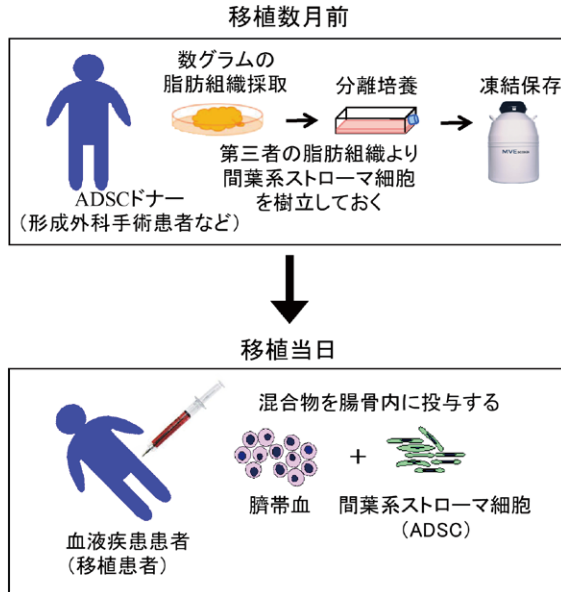 移植数月前
数グラムの
脂肪組織採取
分離培養
凍結保存
第三者の脂肪組織より
間葉系ストローマ細胞
を樹立しておく
MVE
ADSCドナー
(形成外科手術患者など)
移植当日
混合物を腸骨内に投与する
+
臍帯血
間葉系ストローマ細胞
(ADSC)
血液疾患患者
(移植患者)